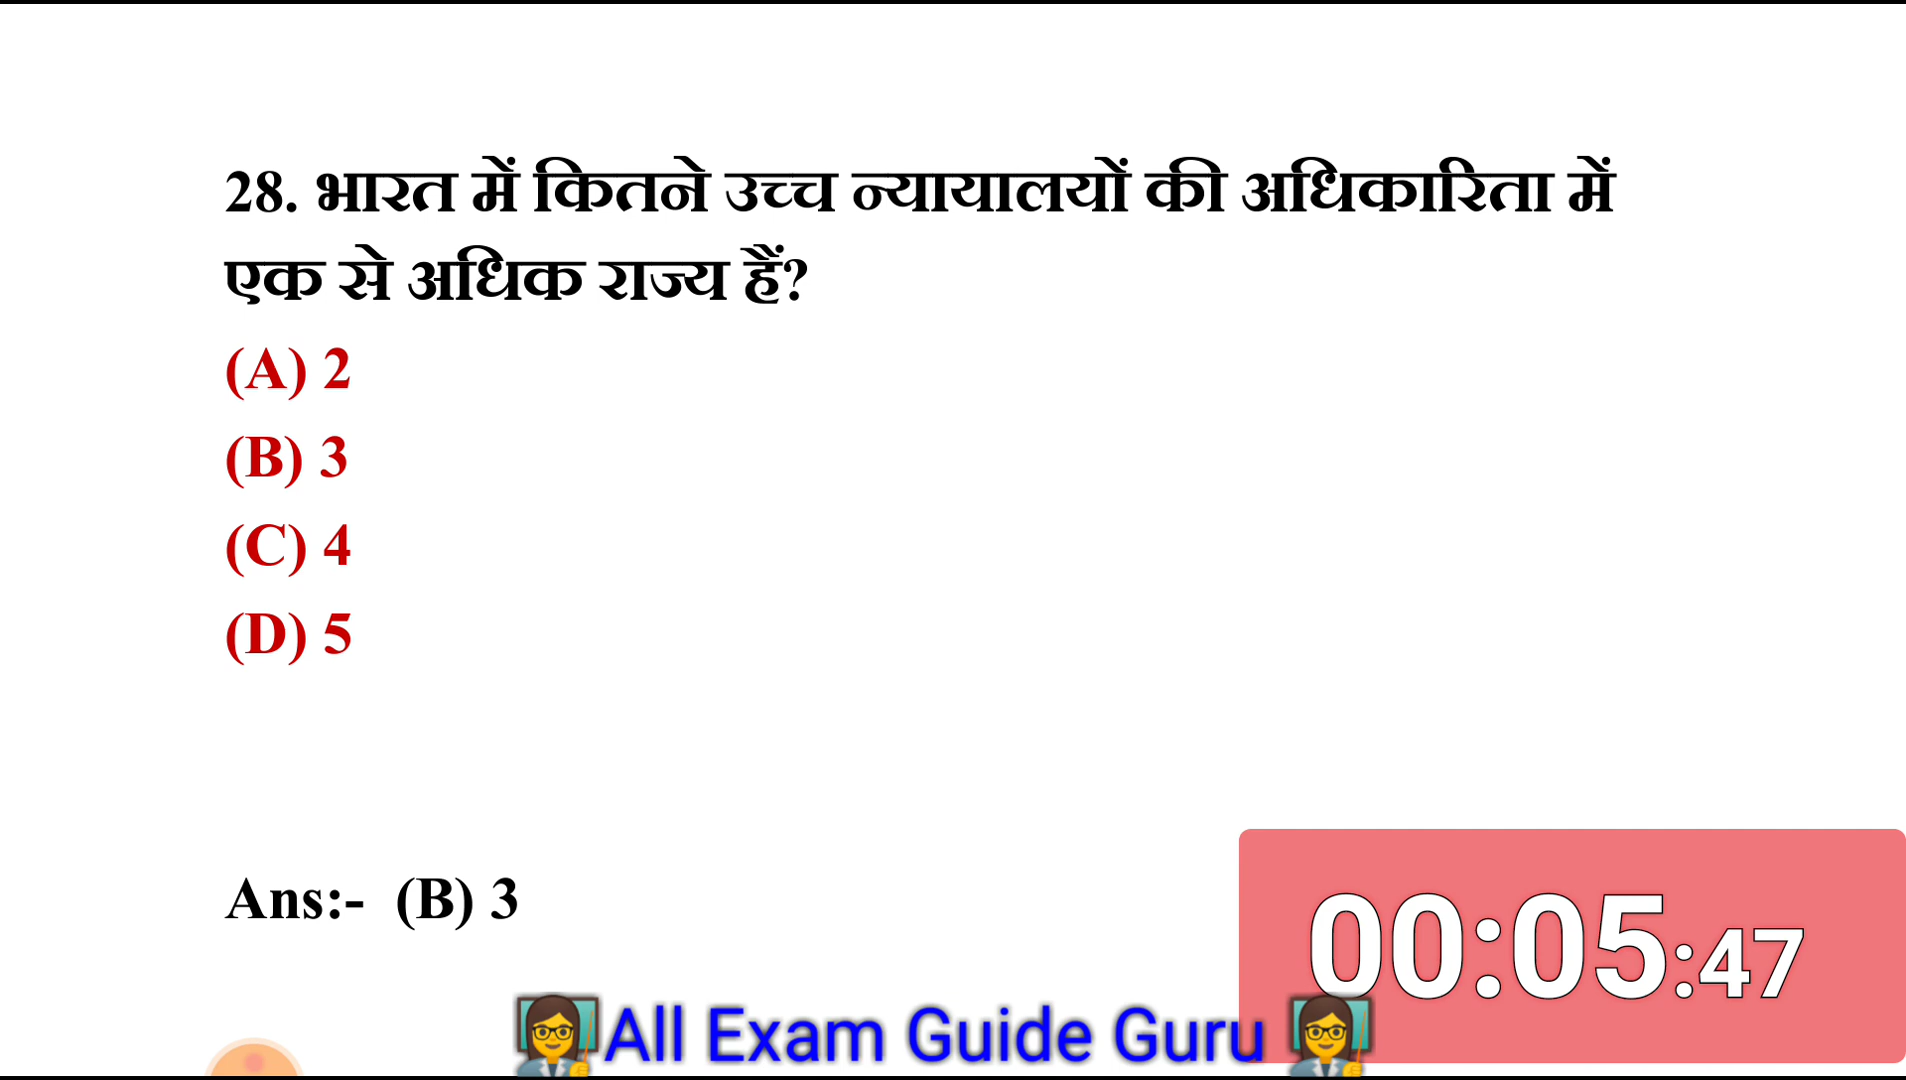 28. भारत में कितने उच्च न्यायालयों की अधिकारिता में
एक से अधिक राज्य हैं?
(A) 2
(B) 3
(C) 4
(D) 5
Ans:- (B) 3
00:05:47
All Exam Guide Guru